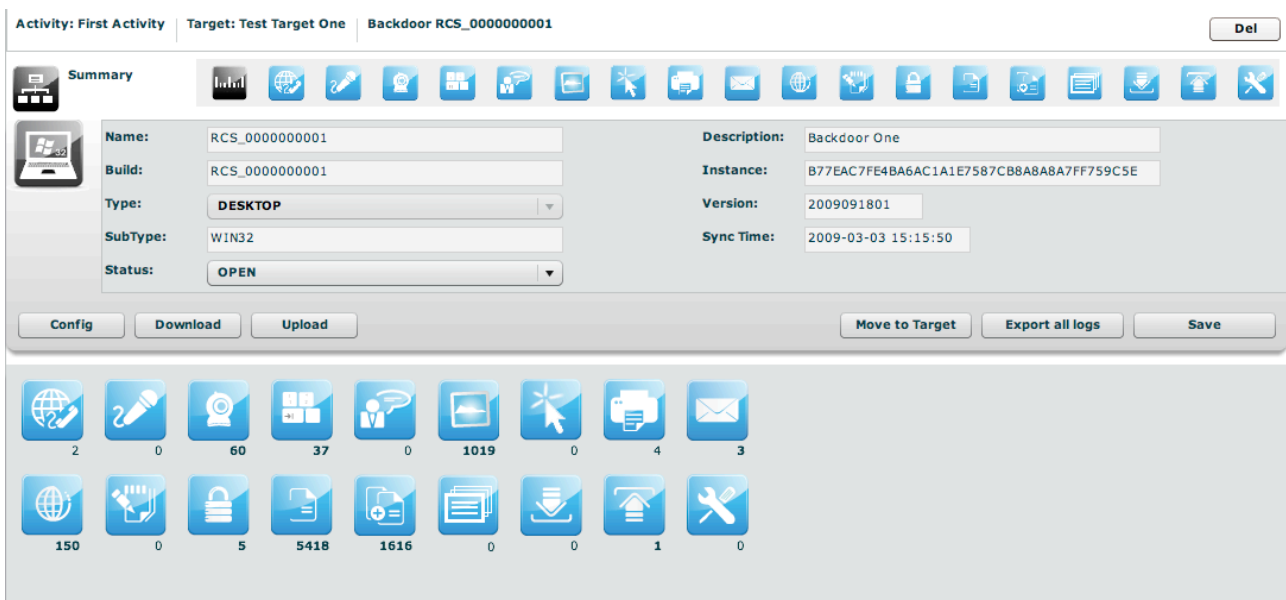 Activity: First Activity Target: Test Target One Backdoor RCS_0000000001
Del
Summary
Name: RCS_0000000001 Description: Backdoor One
Build: RCS_0000000001 Instance: B77EAC7FE4BA6AC1A1E7587CB8A8A8A7FF759C5E
Type: DESKTOP Version: 2009091801
SubType: WIN32 Sync Time: 2009-03-03 15:15:50
Status: OPEN
32
Config Download Upload Move to Target Export all logs Save
2 0 60 37 0 1019 0 4 3
150 0 5 5418 1616 0 0 1 0